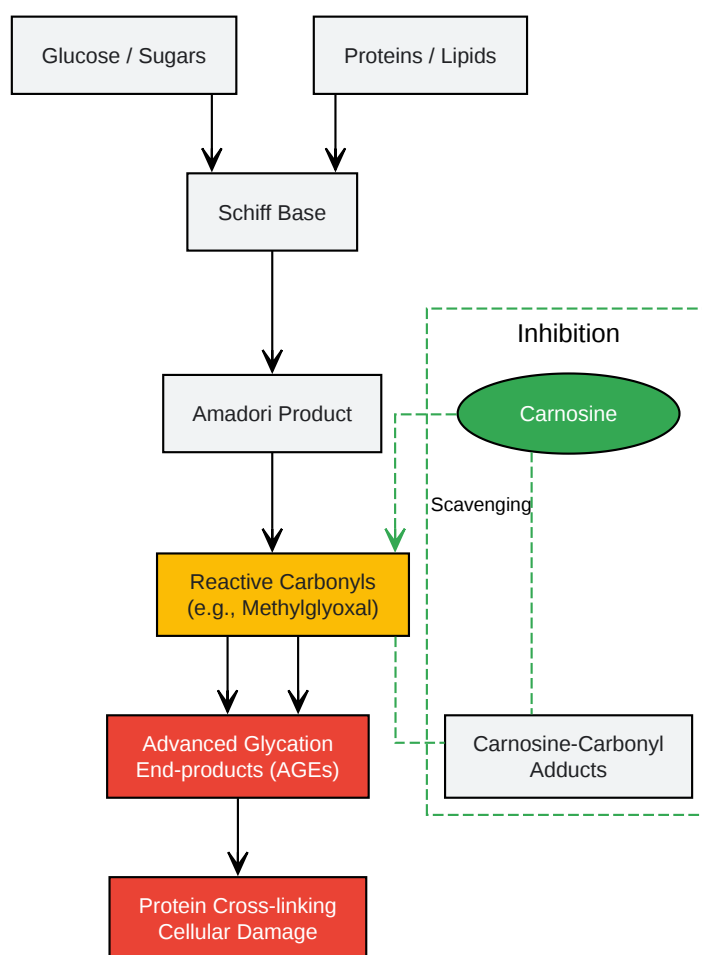 Glucose / Sugars
Proteins / Lipids
Schiff Base
Inhibition
Amadori Product
Carnosine
Scavenging
Reactive Carbonyls
(e.g., Methylglyoxal)
Advanced Glycation
End-products (AGEs)
Carnosine-Carbonyl
Adducts
Protein Cross-linking
Cellular Damage